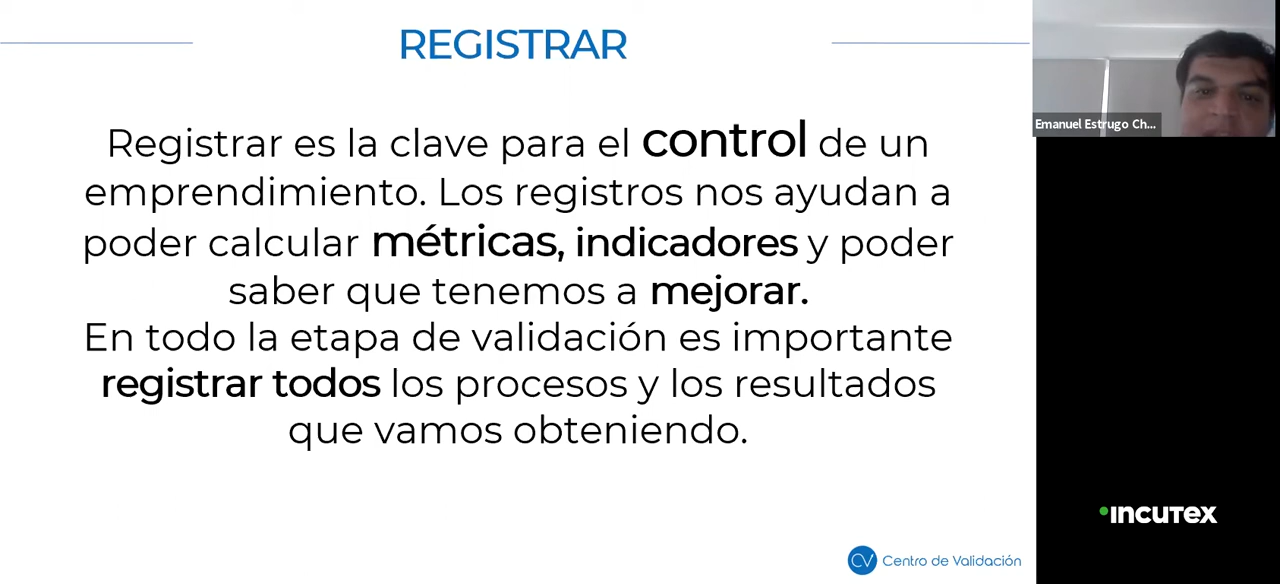 REGISTRAR
Registrar es la clave para el control de un
emprendimiento. Los registros nos ayudan a
poder calcular métricas, indicadores y poder
saber que tenemos a mejorar.
En todo la etapa de validación es importante
registrar todos los procesos y los resultados
que vamos obteniendo.
CV Centro de Validación
Emanuel Estrugo Ch...
INCUTEX